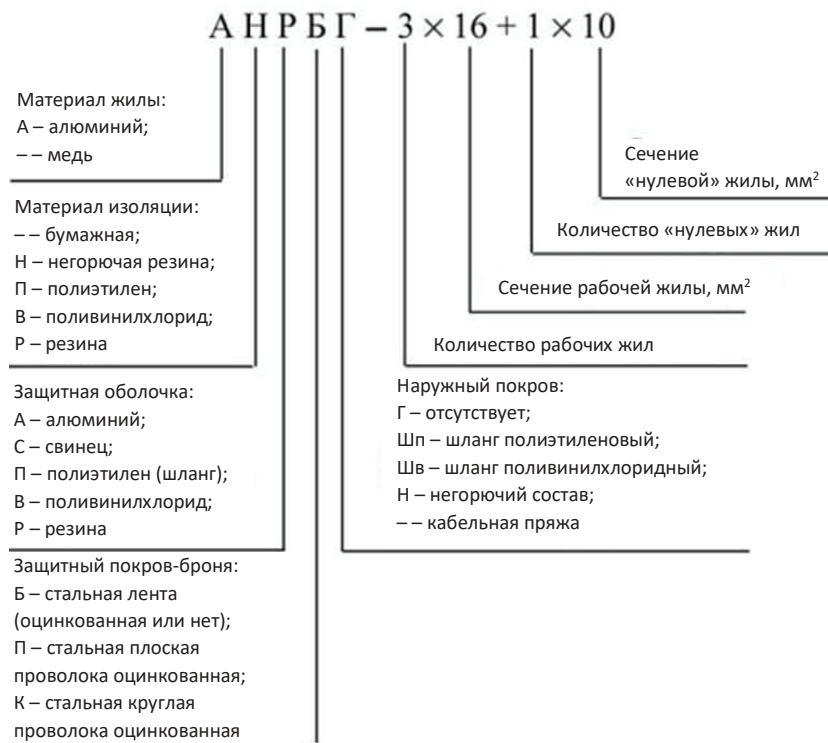 А Н Р Б Г – 3 × 16 + 1 × 10
Материал жилы:
А – алюминий;
– – медь
Материал изоляции:
– – бумажная;
Н – негорючая резина;
П – полиэтилен;
В – поливинилхлорид;
Р – резина
Защитная оболочка:
А – алюминий;
С – свинец;
П – полиэтилен (шланг);
В – поливинилхлорид;
Р – резина
Защитный покров-броня:
Б – стальная лента
(оцинкованная или нет);
П – стальная плоская
проволока оцинкованная;
К – стальная круглая
проволока оцинкованная
Сечение
«нулевой» жилы, мм²
Количество «нулевых» жил
Сечение рабочей жилы, мм²
Количество рабочих жил
Наружный покров:
Г – отсутствует;
Шп – шланг полиэтиленовый;
Шв – шланг поливинилхлоридный;
Н – негорючий состав;
– – кабельная пряжа